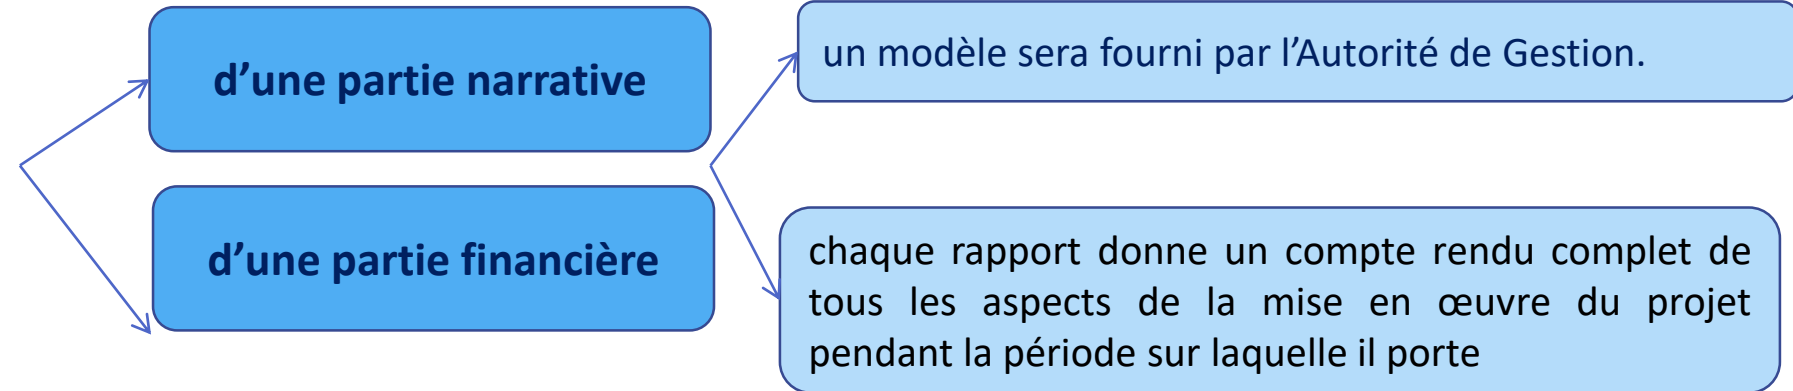 d’une partie narrative
d’une partie financière
un modèle sera fourni par l’Autorité de Gestion.
chaque rapport donne un compte rendu complet de
tous les aspects de la mise en œuvre du projet
pendant la période sur laquelle il porte